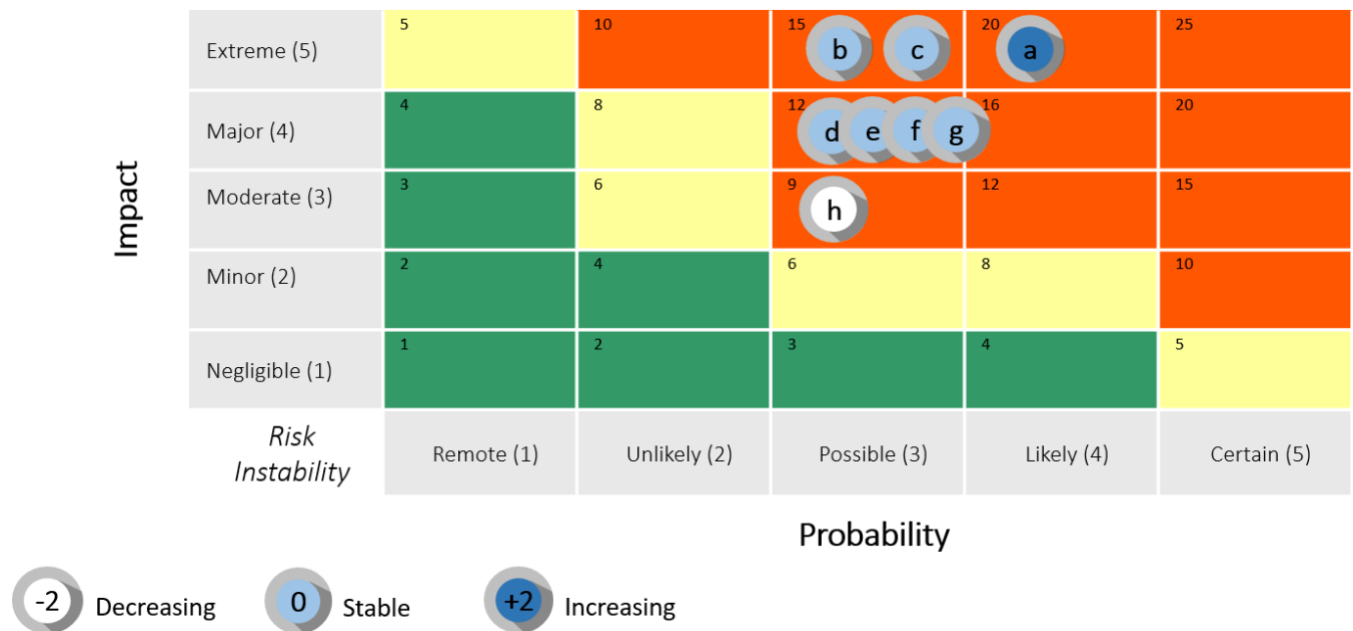 Impact
Extreme (5)
5
10
15
b
c
20
a
25
Major (4)
4
8
12
d
e
f
g
16
20
Moderate (3)
3
6
9
h
12
15
Minor (2)
2
4
6
8
10
Negligible (1)
1
2
3
4
5
Risk
Instability
Remote (1)
Unlikely (2)
Possible (3)
Likely (4)
Certain (5)
Probability
-2 Decreasing
0 Stable
+2 Increasing